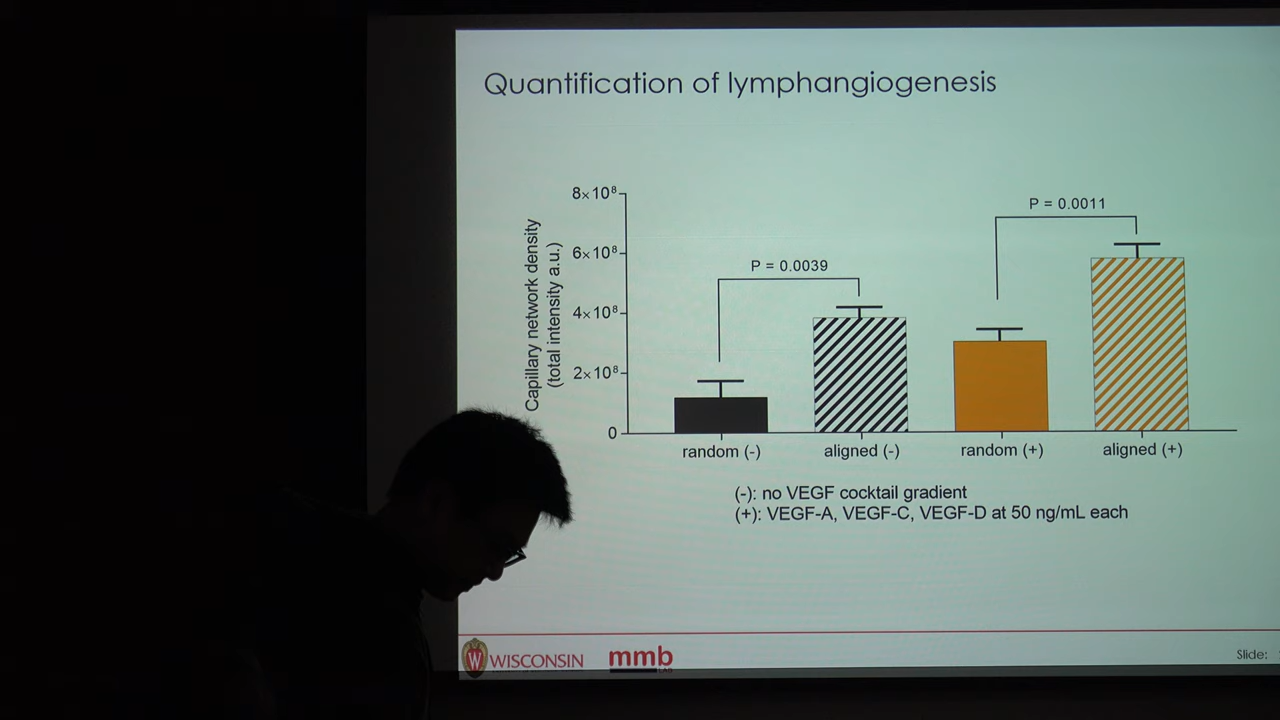 Quantification of lymphangiogenesis
Capillary network density
(total intensity a.u.)
8×10⁸
6×10⁸
4×10⁸
2×10⁸
0
P = 0.0039
P = 0.0011
random (-)
aligned (-)
random (+)
aligned (+)
(-): no VEGF cocktail gradient
(+): VEGF-A, VEGF-C, VEGF-D at 50 ng/mL each
W WISCONSIN
mmb
Slide: